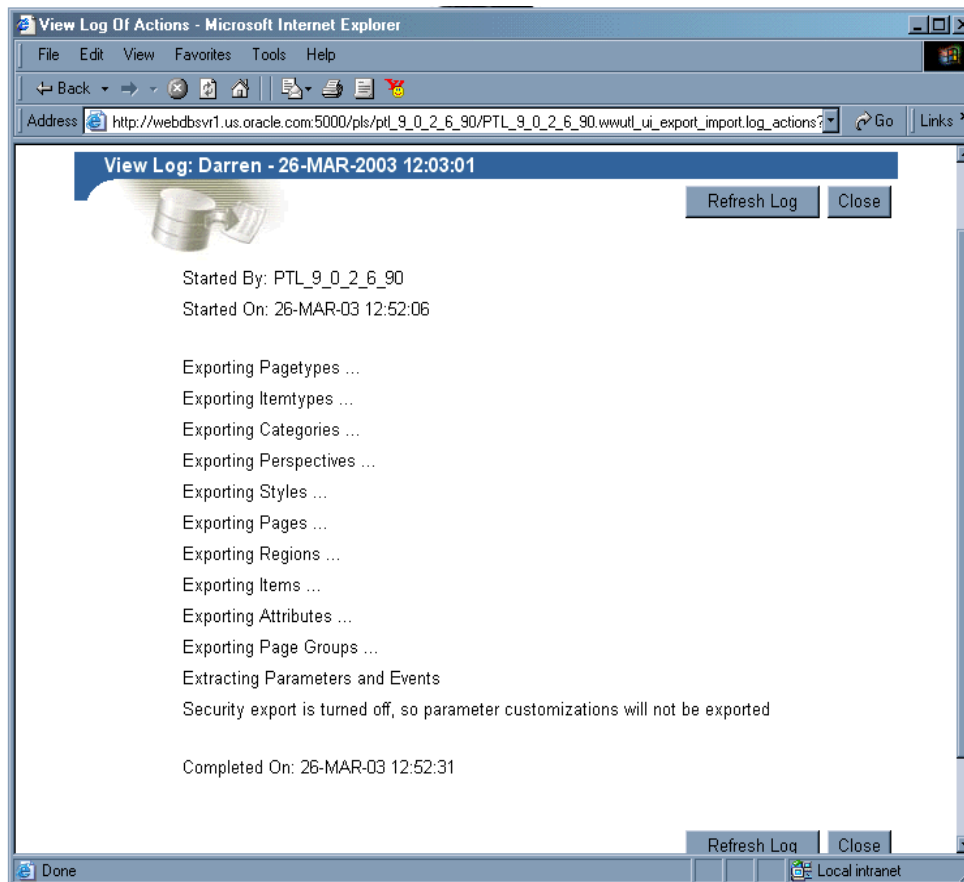 View Log Of Actions - Microsoft Internet Explorer
File Edit View Favorites Tools Help
Back
Address http://webdbsvr1.us.oracle.com:5000/pls/ptl_9_0_2_6_90/PTL_9_0_2_6_90.wwutl_ui_export_import.log_actions? Go Links
View Log: Darren - 26-MAR-2003 12:03:01
Refresh Log Close
Started By: PTL_9_0_2_6_90
Started On: 26-MAR-03 12:52:06
Exporting Pagetypes ...
Exporting Itemtypes ...
Exporting Categories ...
Exporting Perspectives ...
Exporting Styles ...
Exporting Pages ...
Exporting Regions ...
Exporting Items ...
Exporting Attributes ...
Exporting Page Groups ...
Extracting Parameters and Events
Security export is turned off, so parameter customizations will not be exported
Completed On: 26-MAR-03 12:52:31
Refresh Log Close
Done Local intranet